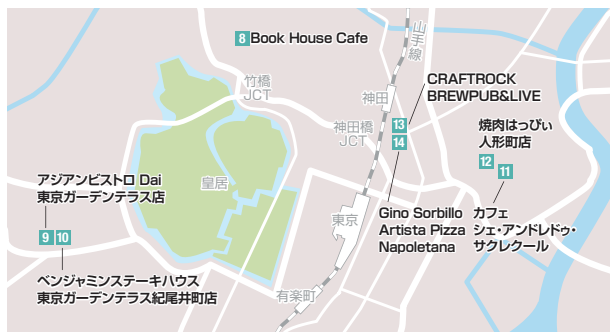 8 Book House Cafe
山手線
竹橋
JCT
神田
CRAFTROCK
BREWPUB&LIVE
神田橋
JCT
13
14
焼肉はっぴぃ
人形町店
12
11
アジアンビストロ Dai
東京ガーデンテラス店
皇居
9 10
東京
Gino Sorbillo
Artista Pizza
Napoletana
カフェ
シェ・アンドレドゥ・
サクレクール
ベンジャミンステーキハウス
東京ガーデンテラス紀尾井町店
有楽町